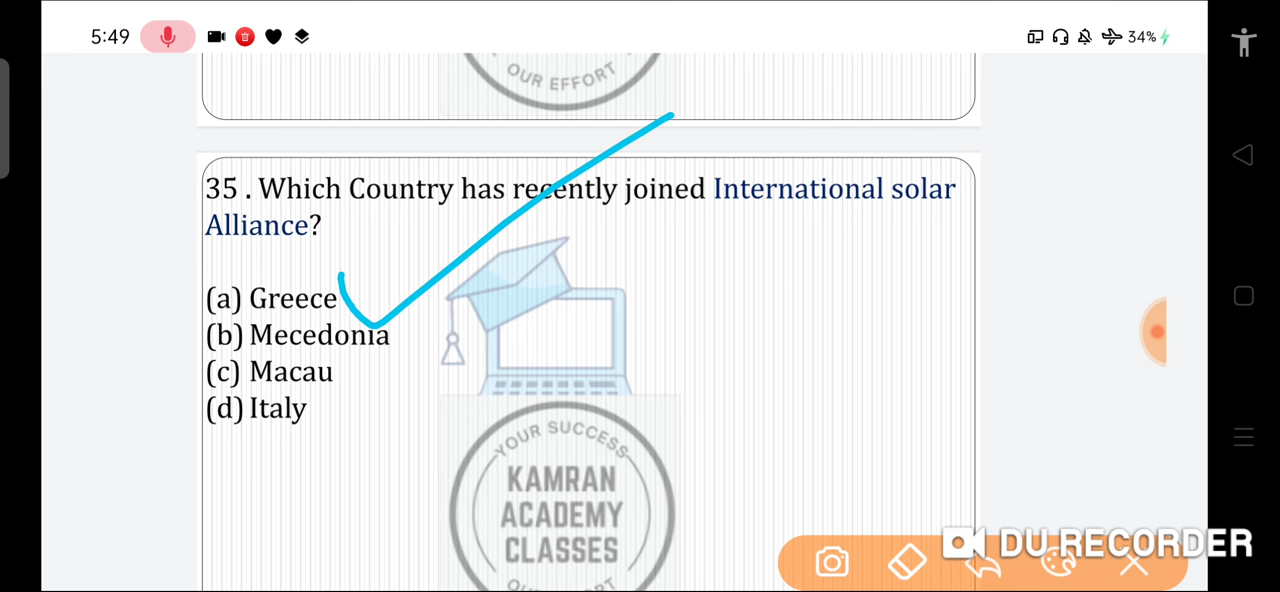 5:49
34%
OUR EFFORT
35 . Which Country has recently joined International solar
Alliance?
(a) Greece
(b) Mecedonia
(c) Macau
(d) Italy
YOUR SUCCESS
KAMRAN
ACADEMY
CLASSES
DU RECORDER